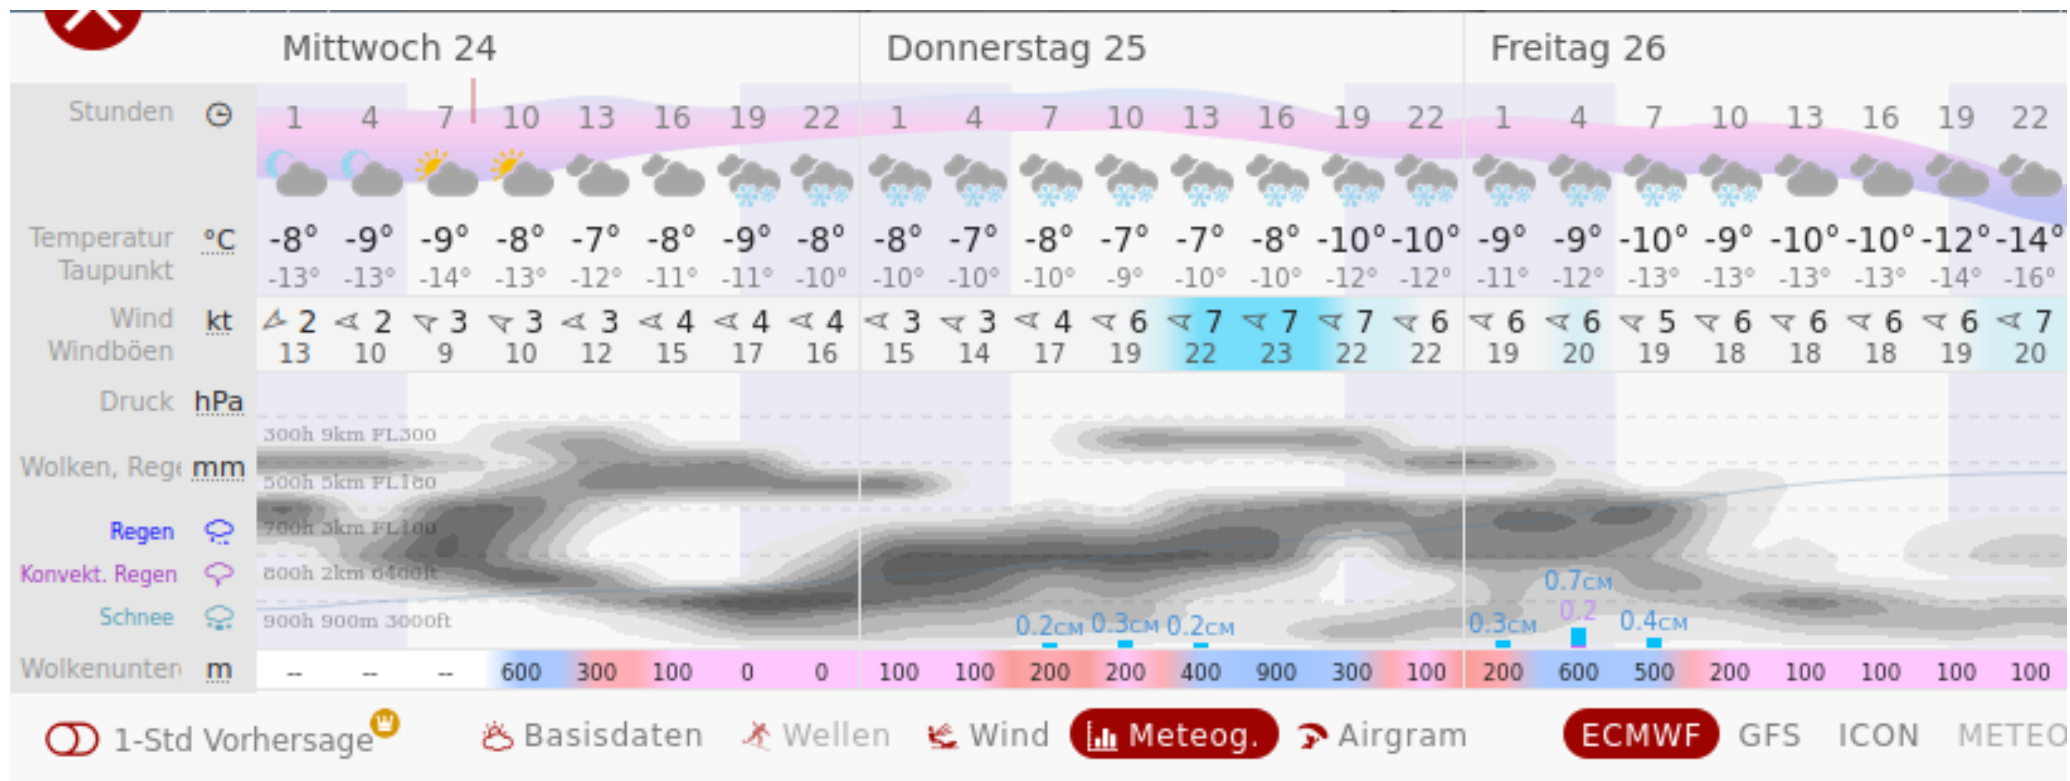 Mittwoch 24 Donnerstag 25 Freitag 26
Stunden 1 4 7 10 13 16 19 22 1 4 7 10 13 16 19 22 1 4 7 10 13 16 19 22
Temperatur °C -8° -9° -9° -8° -7° -8° -9° -8° -8° -7° -8° -7° -7° -8° -10° -10° -9° -9° -10° -9° -10° -10° -12° -14°
Taupunkt -13° -13° -14° -13° -12° -11° -11° -10° -10° -10° -10° -9° -10° -10° -12° -12° -11° -12° -13° -13° -13° -13° -14° -16°
Wind kt 2 2 3 3 3 4 4 4 3 3 4 6 7 7 7 6 6 6 5 6 6 6 6 7
Windböen 13 10 9 10 12 15 17 16 15 14 17 19 22 23 22 22 19 20 19 18 18 18 19 20
Druck hPa
300h 9km FL300
Wolken, Rege mm
500h 5km FL180
700h 3km FL100
Regen
800h 2km 6400ft
Konvekt. Regen
0.7CM
0.2
Schnee
900h 900m 3000ft
0.2CM 0.3CM 0.2CM 0.3CM 0.4CM
Wolkenunter m -- -- -- 600 300 100 0 0 100 100 200 200 400 900 300 100 200 600 500 200 100 100 100 100
1-Std Vorhersage Basisdaten Wellen Wind Meteog. Airgram ECMWF GFS ICON METEO